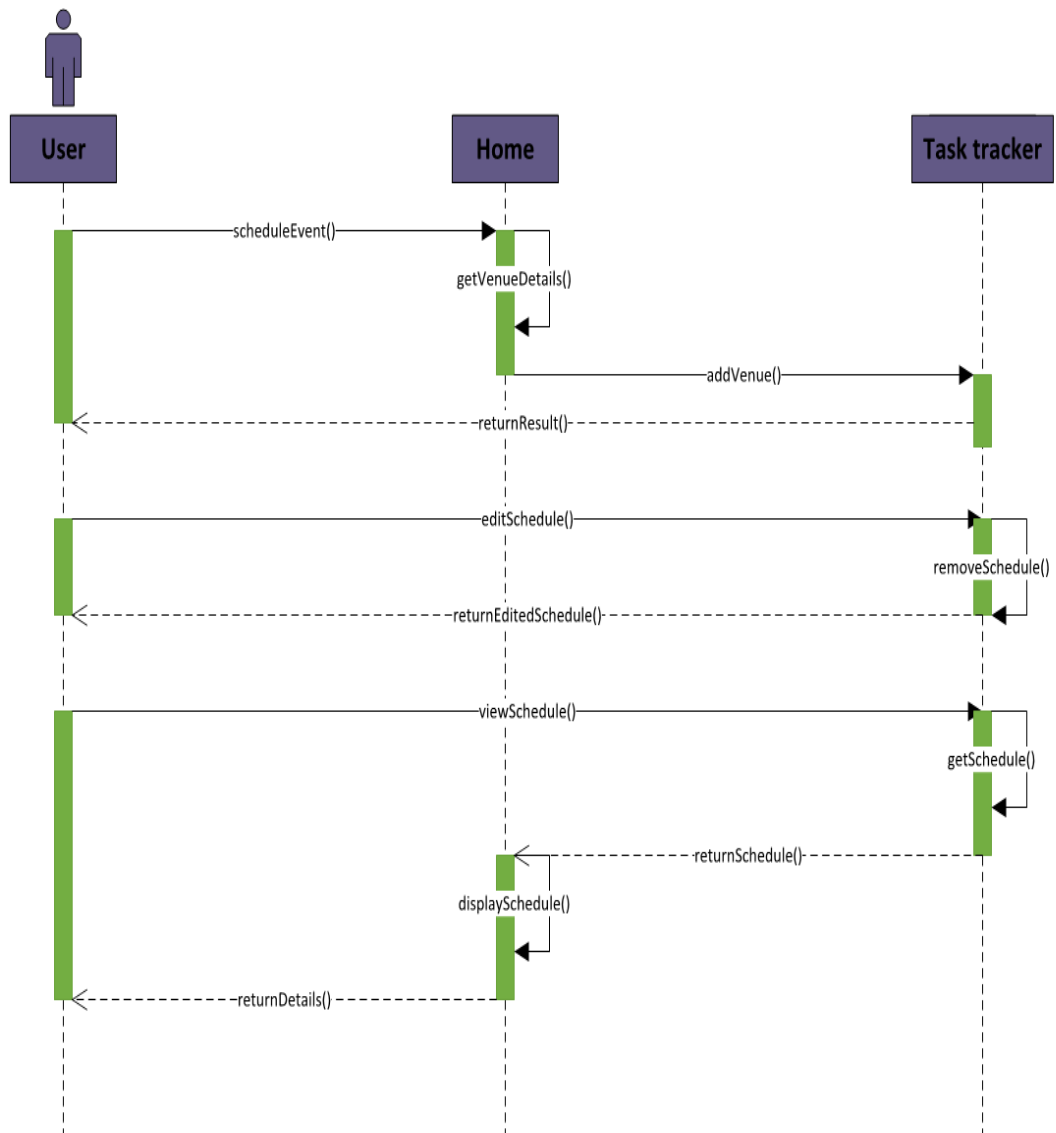 User
Home
Task tracker
scheduleEvent()
getVenueDetails()
addVenue()
returnResult()
editSchedule()
removeSchedule()
returnEditedSchedule()
viewSchedule()
getSchedule()
returnSchedule()
displaySchedule()
returnDetails()